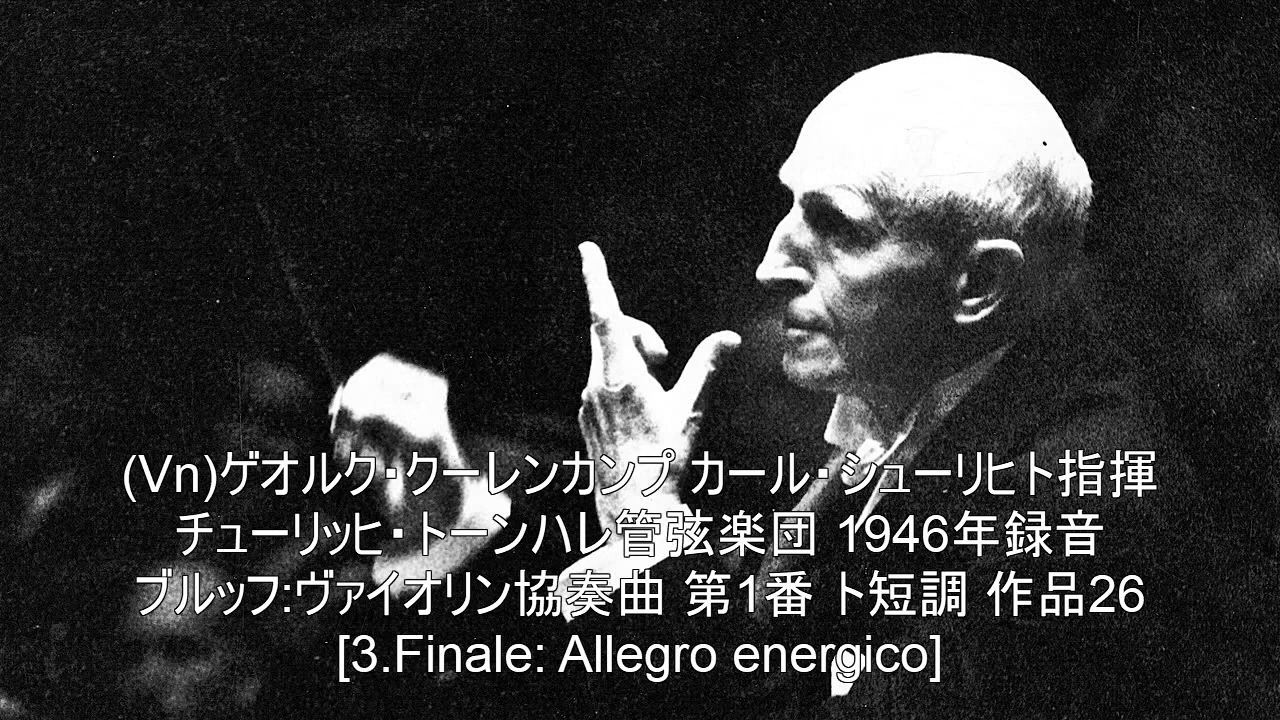 (Vn)ゲオルク・クーレンカンプ カール・シューリヒト指揮
チューリッヒ・トーンハレ管弦楽団 1946年録音
ブルッフ:ヴァイオリン協奏曲 第1番 ト短調 作品26
[3.Finale: Allegro energico]